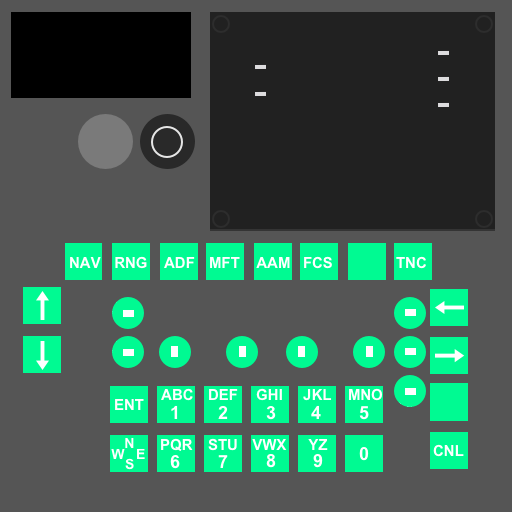 NAV RNG ADF MFT AAM FCS TNC
ENT ABC 1 DEF 2 GHI 3 JKL 4 MNO 5
N W E S PQR 6 STU 7 VWX 8 YZ 9 0 CNL